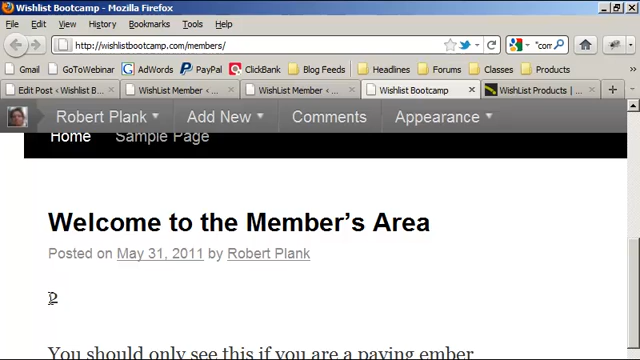 Wishlist Bootcamp - Mozilla Firefox
File Edit View History Bookmarks Tools Help
http://wishlistbootcamp.com/members/ "com
Gmail GoToWebinar AdWords PayPal ClickBank Blog Feeds Headlines Forums Classes Products
Edit Post ‹ Wishlist B... WishList Member ‹ ... WishList Member ‹ ... Wishlist Bootcamp WishList Products | ...
Robert Plank Add New Comments Appearance
Home Sample Page
Welcome to the Member's Area
Posted on May 31, 2011 by Robert Plank
You should only see this if you are a paying ember